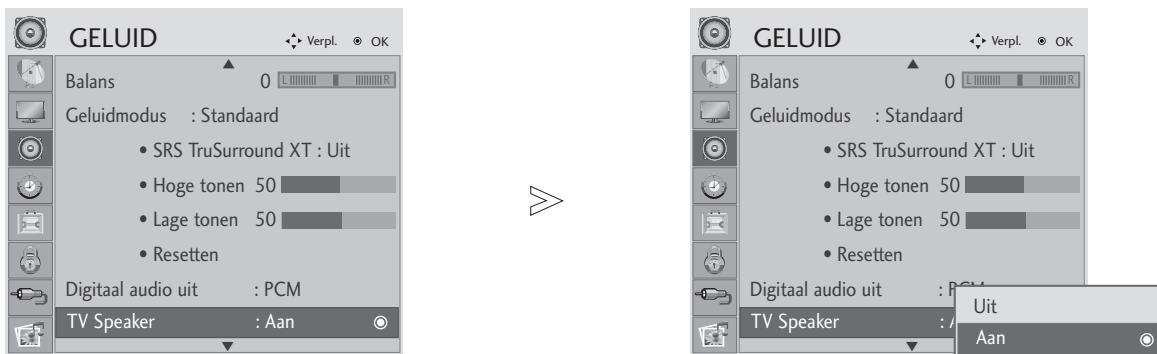 GELUID Verpl. OK
Balans 0 L R
Geluidmodus : Standaard
• SRS TruSurround XT : Uit
• Hoge tonen 50
• Lage tonen 50
• Resetten
Digitaal audio uit : PCM
TV Speaker : Aan
GELUID Verpl. OK
Balans 0 L R
Geluidmodus : Standaard
• SRS TruSurround XT : Uit
• Hoge tonen 50
• Lage tonen 50
• Resetten
Digitaal audio uit :
TV Speaker :
Uit
Aan